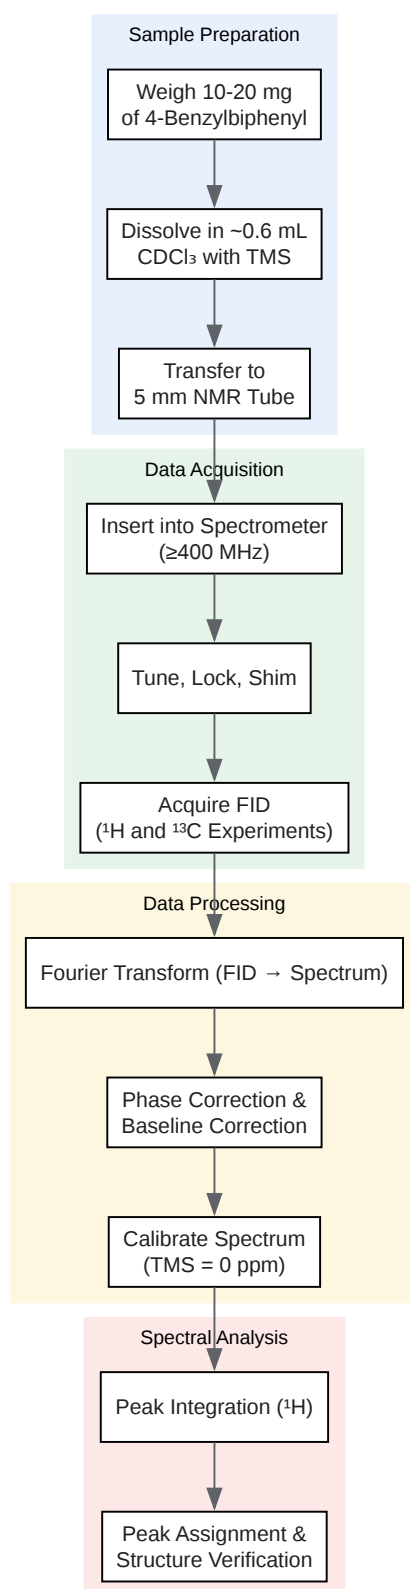 Sample Preparation
Weigh 10-20 mg
of 4-Benzylbiphenyl
Dissolve in ~0.6 mL
CDCl₃ with TMS
Transfer to
5 mm NMR Tube
Data Acquisition
Insert into Spectrometer
(≥400 MHz)
Tune, Lock, Shim
Acquire FID
(¹H and ¹³C Experiments)
Data Processing
Fourier Transform (FID → Spectrum)
Phase Correction &
Baseline Correction
Calibrate Spectrum
(TMS = 0 ppm)
Spectral Analysis
Peak Integration (¹H)
Peak Assignment &
Structure Verification